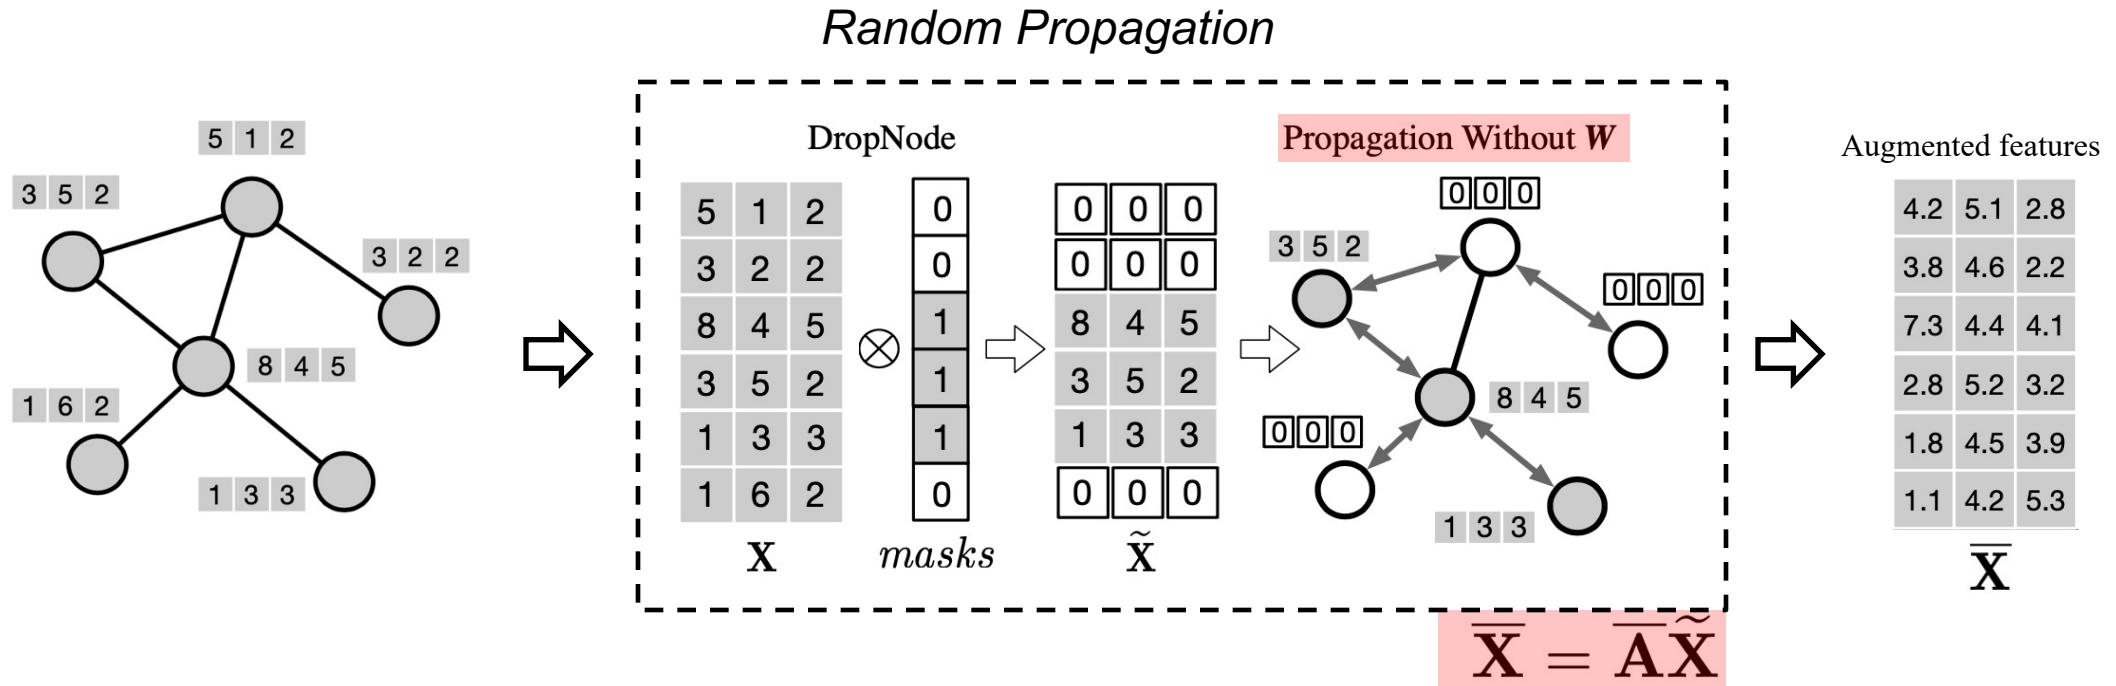 Random Propagation
5 1 2
3 5 2
3 2 2
8 4 5
1 6 2
1 3 3
DropNode
5 1 2
3 2 2
8 4 5
3 5 2
1 3 3
1 6 2
X
⊗
0
0
1
1
1
0
masks
0 0 0
0 0 0
8 4 5
3 5 2
1 3 3
0 0 0
X̃
Propagation Without W
0 0 0
3 5 2
0 0 0
8 4 5
0 0 0
1 3 3
X̅ = A̅X̃
Augmented features
4.2 5.1 2.8
3.8 4.6 2.2
7.3 4.4 4.1
2.8 5.2 3.2
1.8 4.5 3.9
1.1 4.2 5.3
X̅